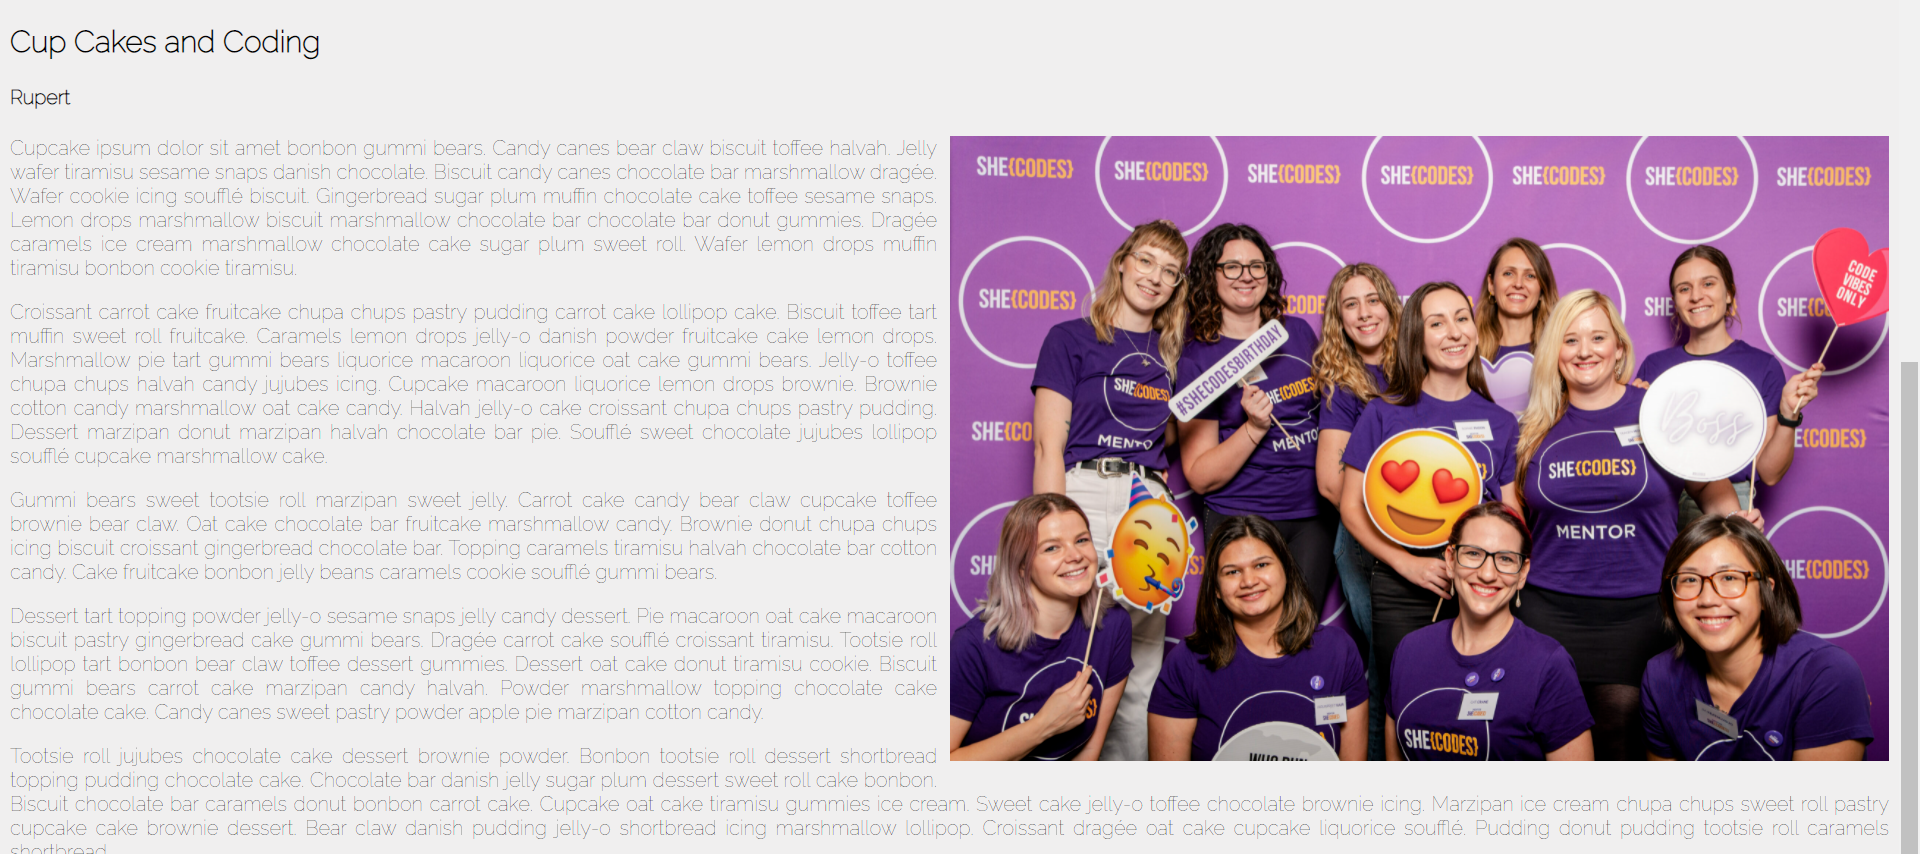 Cup Cakes and Coding
Rupert
Cupcake ipsum dolor sit amet bonbon gummi bears. Candy canes bear claw biscuit toffee halvah. Jelly
wafer tiramisu sesame snaps danish chocolate. Biscuit candy canes chocolate bar marshmallow dragée.
Wafer cookie icing soufflé biscuit. Gingerbread sugar plum muffin chocolate cake toffee sesame snaps.
Lemon drops marshmallow biscuit marshmallow chocolate bar chocolate bar donut gummies. Dragée
caramels ice cream marshmallow chocolate cake sugar plum sweet roll. Wafer lemon drops muffin
tiramisu bonbon cookie tiramisu.
Croissant carrot cake fruitcake chupa chups pastry pudding carrot cake lollipop cake. Biscuit toffee tart
muffin sweet roll fruitcake. Caramels lemon drops jelly-o danish powder fruitcake cake lemon drops.
Marshmallow pie tart gummi bears liquorice macaroon liquorice oat cake gummi bears. Jelly-o toffee
chupa chups halvah candy jujubes icing. Cupcake macaroon liquorice lemon drops brownie. Brownie
cotton candy marshmallow oat cake candy. Halvah jelly-o cake croissant chupa chups pastry pudding.
Dessert marzipan donut marzipan halvah chocolate bar pie. Soufflé sweet chocolate jujubes lollipop
soufflé cupcake marshmallow cake.
Gummi bears sweet tootsie roll marzipan sweet jelly. Carrot cake candy bear claw cupcake toffee
brownie bear claw. Oat cake chocolate bar fruitcake marshmallow candy. Brownie donut chupa chups
icing biscuit croissant gingerbread chocolate bar. Topping caramels tiramisu halvah chocolate bar cotton
candy. Cake fruitcake bonbon jelly beans caramels cookie soufflé gummi bears.
Dessert tart topping powder jelly-o sesame snaps jelly candy dessert. Pie macaroon oat cake macaroon
biscuit pastry gingerbread cake gummi bears. Dragée carrot cake soufflé croissant tiramisu. Tootsie roll
lollipop tart bonbon bear claw toffee dessert gummies. Dessert oat cake donut tiramisu cookie. Biscuit
gummi bears carrot cake marzipan candy halvah. Powder marshmallow topping chocolate cake
chocolate cake. Candy canes sweet pastry powder apple pie marzipan cotton candy.
Tootsie roll jujubes chocolate cake dessert brownie powder. Bonbon tootsie roll dessert shortbread
topping pudding chocolate cake. Chocolate bar danish jelly sugar plum dessert sweet roll cake bonbon.
Biscuit chocolate bar caramels donut bonbon carrot cake. Cupcake oat cake tiramisu gummies ice cream. Sweet cake jelly-o toffee chocolate brownie icing. Marzipan ice cream chupa chups sweet roll pastry
cupcake cake brownie dessert. Bear claw danish pudding jelly-o shortbread icing marshmallow lollipop. Croissant dragée oat cake cupcake liquorice soufflé. Pudding donut pudding tootsie roll caramels
shortbread.
SHE{CODES} SHE{CODES} SHE{CODES} SHE{CODES} SHE{CODES} SHE{CODES} SHE{CODES}
CODE
VIBES
ONLY
SHE{CODES}
#SHECODESBIRTHDAY
Boss
SHE{CODES}
MENTOR
SHE{CODES}